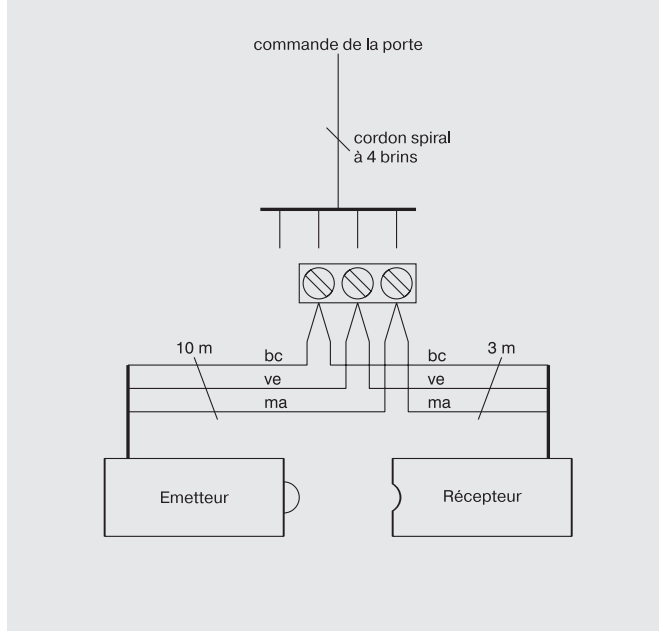 commande de la porte
cordon spiral
à 4 brins
10 m
bc
bc
3 m
ve
ve
ma
ma
Emetteur
Récepteur